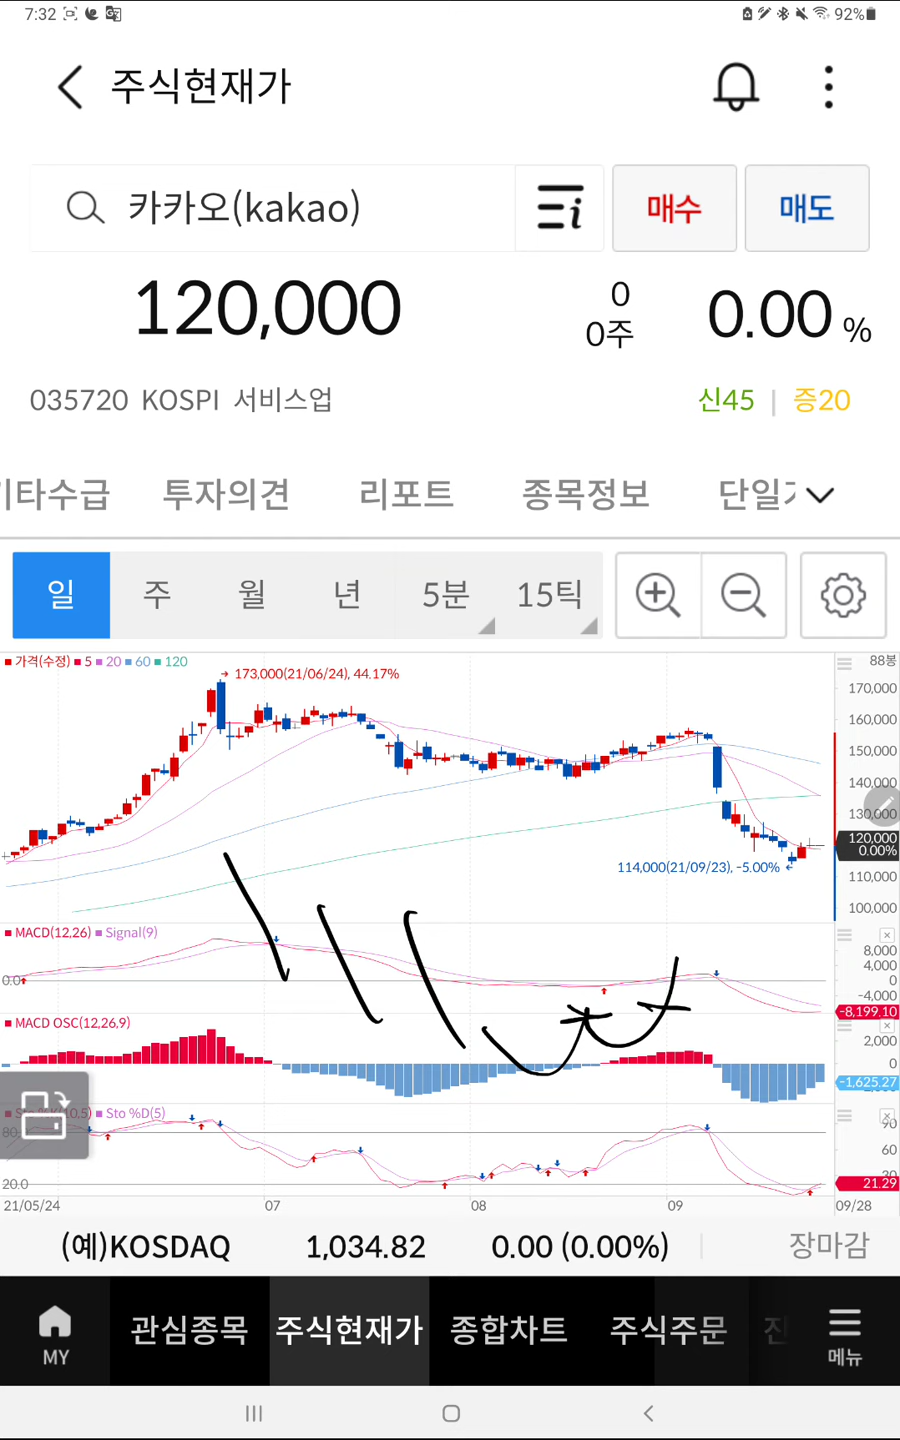 7:32 92%
주식현재가
카카오(kakao) 매수 매도
120,000 0 0주 0.00 %
035720 KOSPI 서비스업 신45 | 증20
기타수급 투자의견 리포트 종목정보
일 주 월 년 5분 15틱
가격(수정) 5 20 60 120 88봉
173,000(21/06/24), 44.17%
170,000
160,000
150,000
140,000
130,000
120,000
0.00%
114,000(21/09/23), -5.00%
110,000
100,000
MACD(12,26) Signal(9)
8,000
4,000
0.0 0
-4,000
-8,199.10
MACD OSC(12,26,9)
2,000
0
-1,625.27
Sto %K(10,5) Sto %D(5)
80.0 90
60
20.0
21.29
21/05/24 07 08 09 09/28
(예)KOSDAQ 1,034.82 0.00 (0.00%) 장마감
MY 관심종목 주식현재가 종합차트 주식주문 메뉴